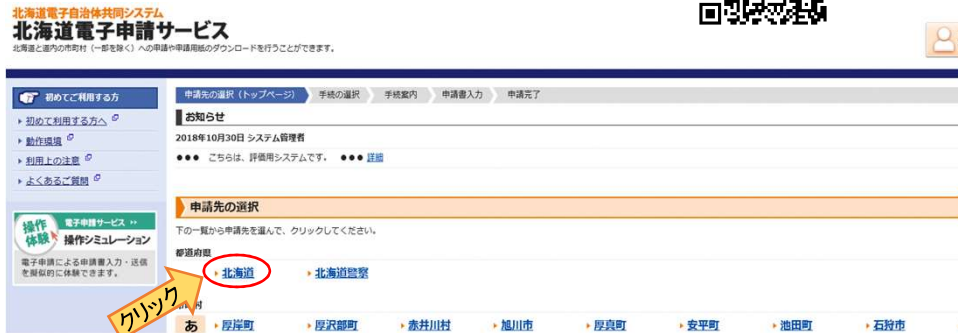 北海道電子自治体共同システム
北海道電子申請サービス
北海道と道内の市町村（一部を除く）への申請や申請用紙のダウンロードを行うことができます。
初めてご利用する方
初めて利用する方へ
動作環境
利用上の注意
よくあるご質問
操作体験
電子申請サービス
操作シミュレーション
電子申請による申請書入力・送信
を擬似的に体験できます。
申請先の選択（トップページ） 手続の選択 手続案内 申請書入力 申請完了
お知らせ
2018年10月30日 システム管理者
●●● こちらは、評価用システムです。 ●●● 詳細
申請先の選択
下の一覧から申請先を選んで、クリックしてください。
都道府県
北海道 北海道警察
クリック
村
あ 厚岸町 厚沢部町 赤井川村 旭川市 厚真町 安平町 池田町 石狩市